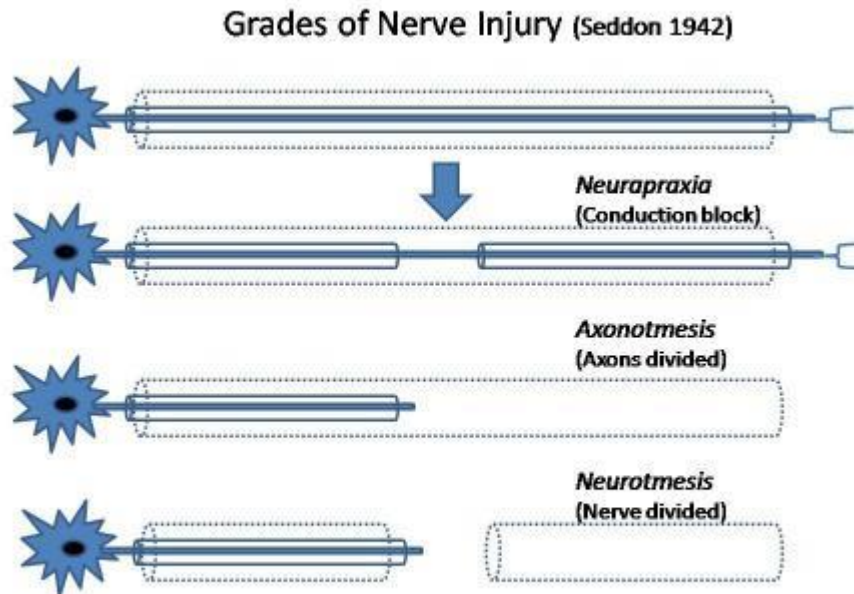 Grades of Nerve Injury (Seddon 1942)
Neurapraxia
(Conduction block)
Axonotmesis
(Axons divided)
Neurotmesis
(Nerve divided)